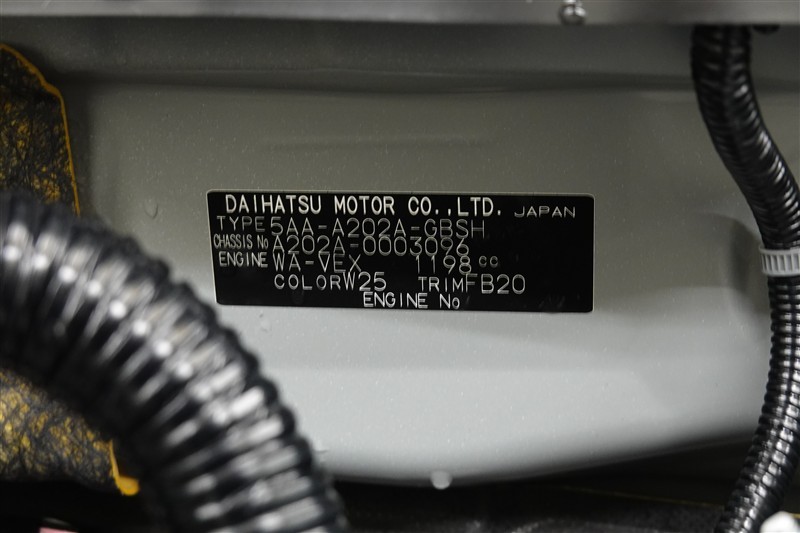 DAIHATSU MOTOR CO.,LTD. JAPAN
TYPE 5AA-A202A-GBSH
CHASSIS No A202A-0003096
ENGINE WA-VEX 1198 cc
COLOR W25 TRIM FB20
ENGINE No